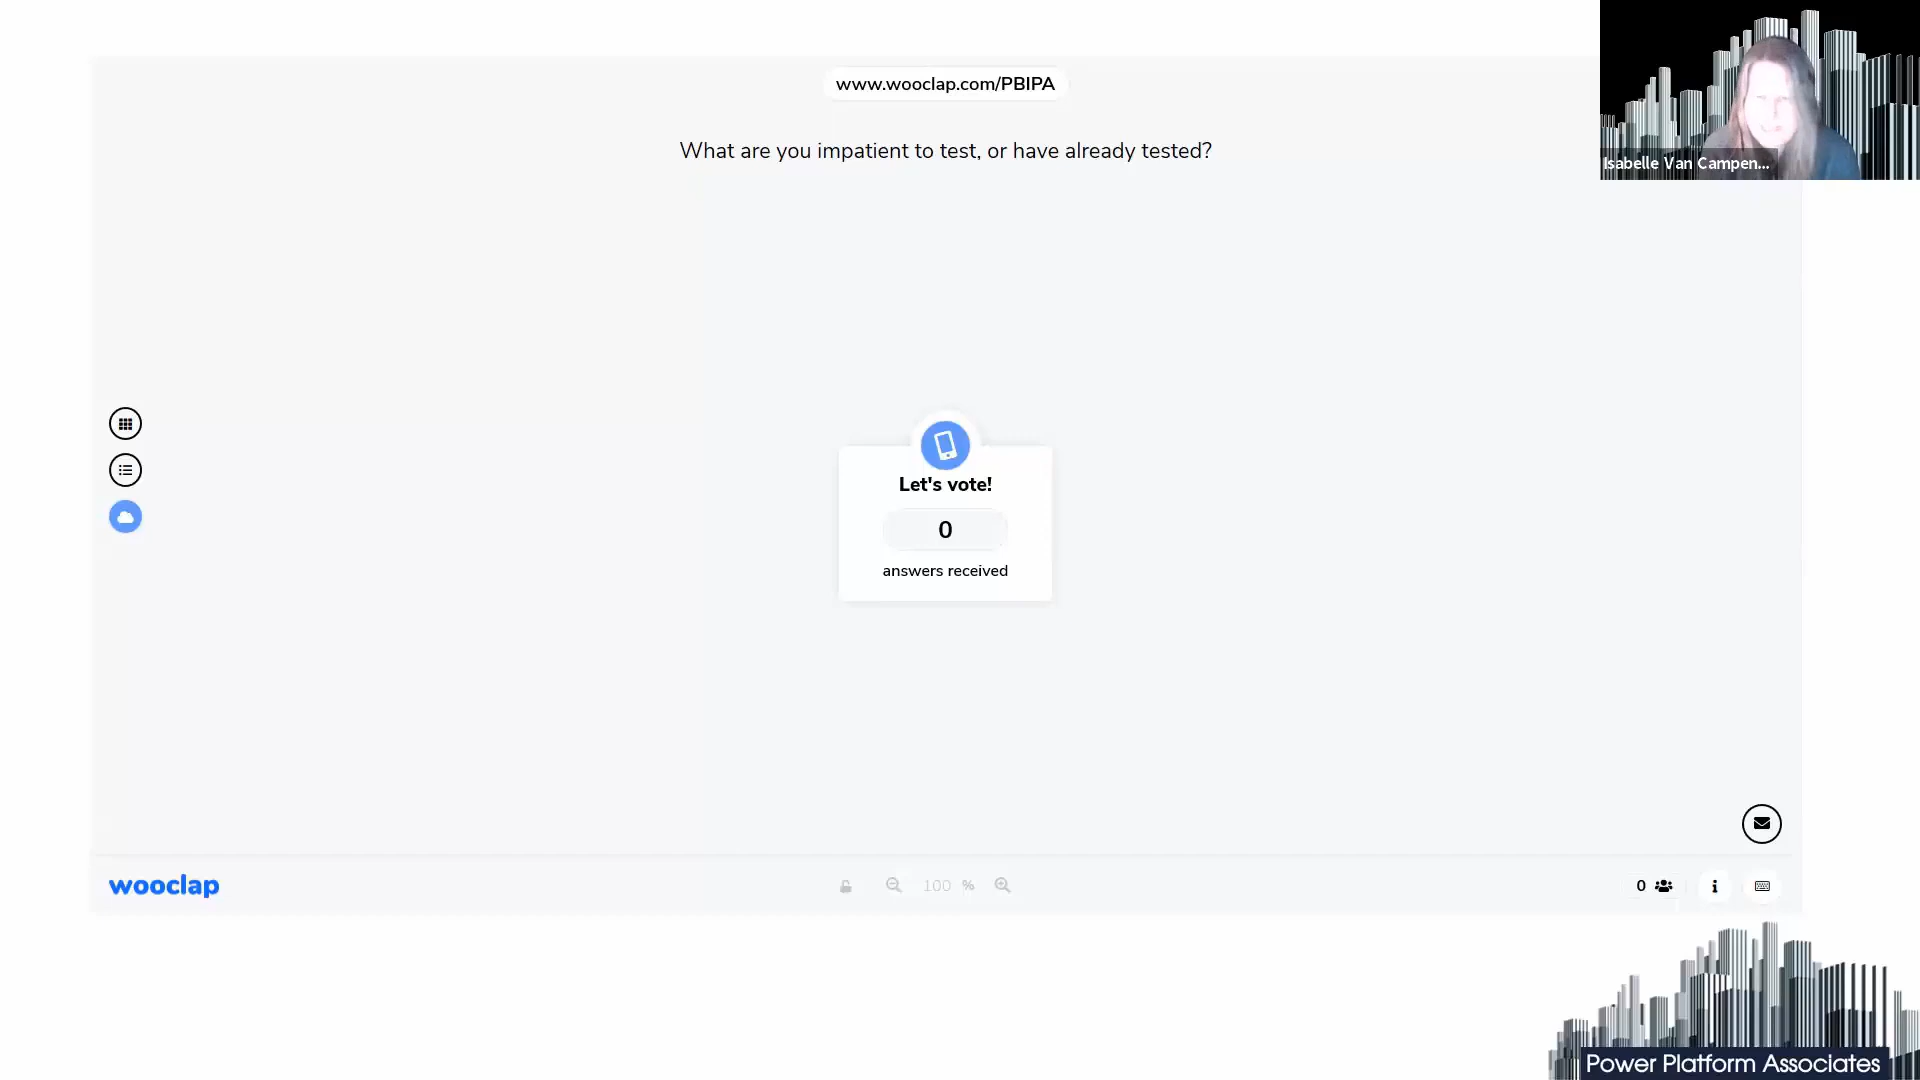 www.wooclap.com/PBIPA
What are you impatient to test, or have already tested?
Isabelle Van Campen...
Let's vote!
0
answers received
wooclap
100 %
0
Power Platform Associates